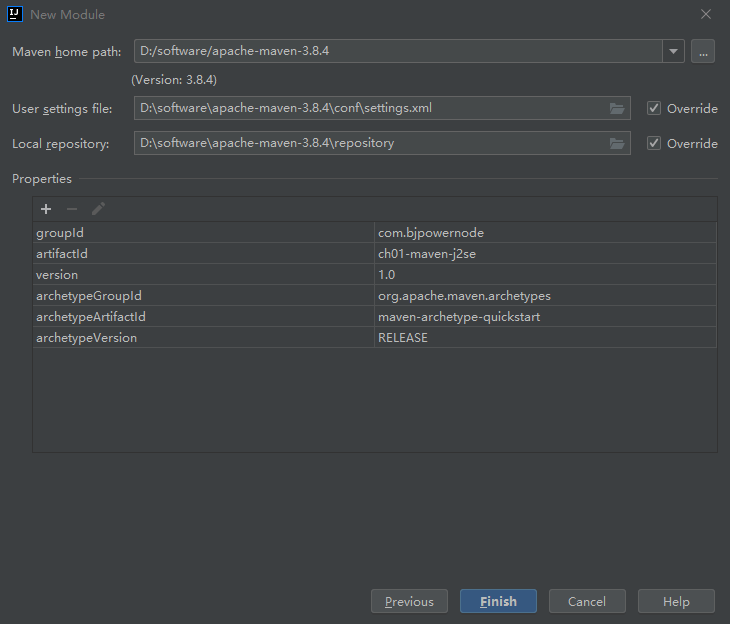 IJ New Module
Maven home path: D:/software/apache-maven-3.8.4 ...
(Version: 3.8.4)
User settings file: D:\software\apache-maven-3.8.4\conf\settings.xml Override
Local repository: D:\software\apache-maven-3.8.4\repository Override
Properties
groupId com.bjpowernode
artifactId ch01-maven-j2se
version 1.0
archetypeGroupId org.apache.maven.archetypes
archetypeArtifactId maven-archetype-quickstart
archetypeVersion RELEASE
Previous Finish Cancel Help